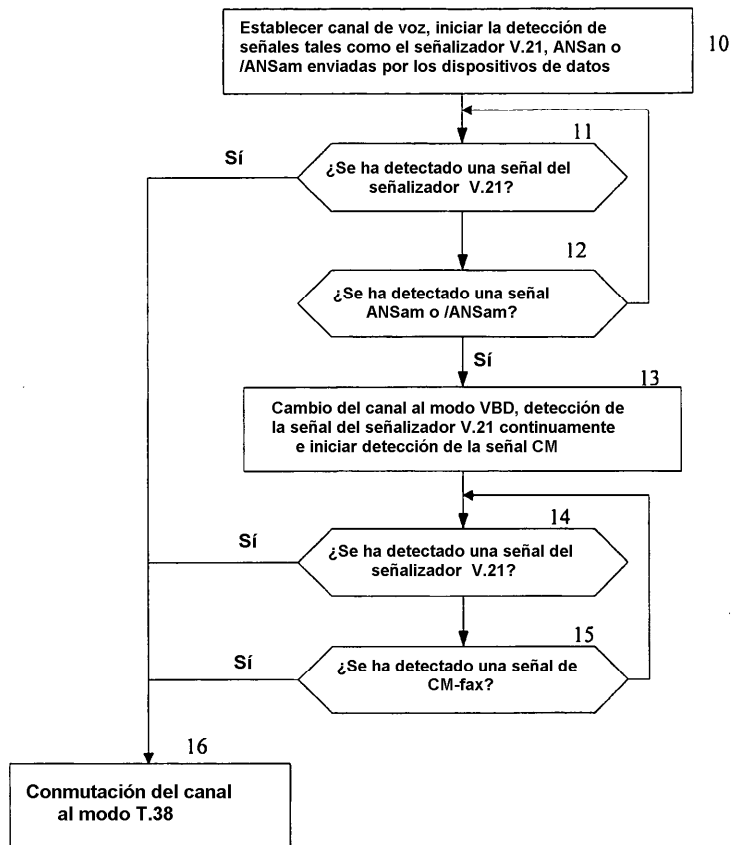 Establecer canal de voz, iniciar la detección de
señales tales como el señalizador V.21, ANSan o
/ANSam enviadas por los dispositivos de datos
10
11
Sí
¿Se ha detectado una señal del
señalizador V.21?
12
¿Se ha detectado una señal
ANSam o /ANSam?
Sí
13
Cambio del canal al modo VBD, detección de
la señal del señalizador V.21 continuamente
e iniciar detección de la señal CM
14
Sí
¿Se ha detectado una señal del
señalizador V.21?
15
Sí
¿Se ha detectado una señal de
CM-fax?
16
Conmutación del canal
al modo T.38